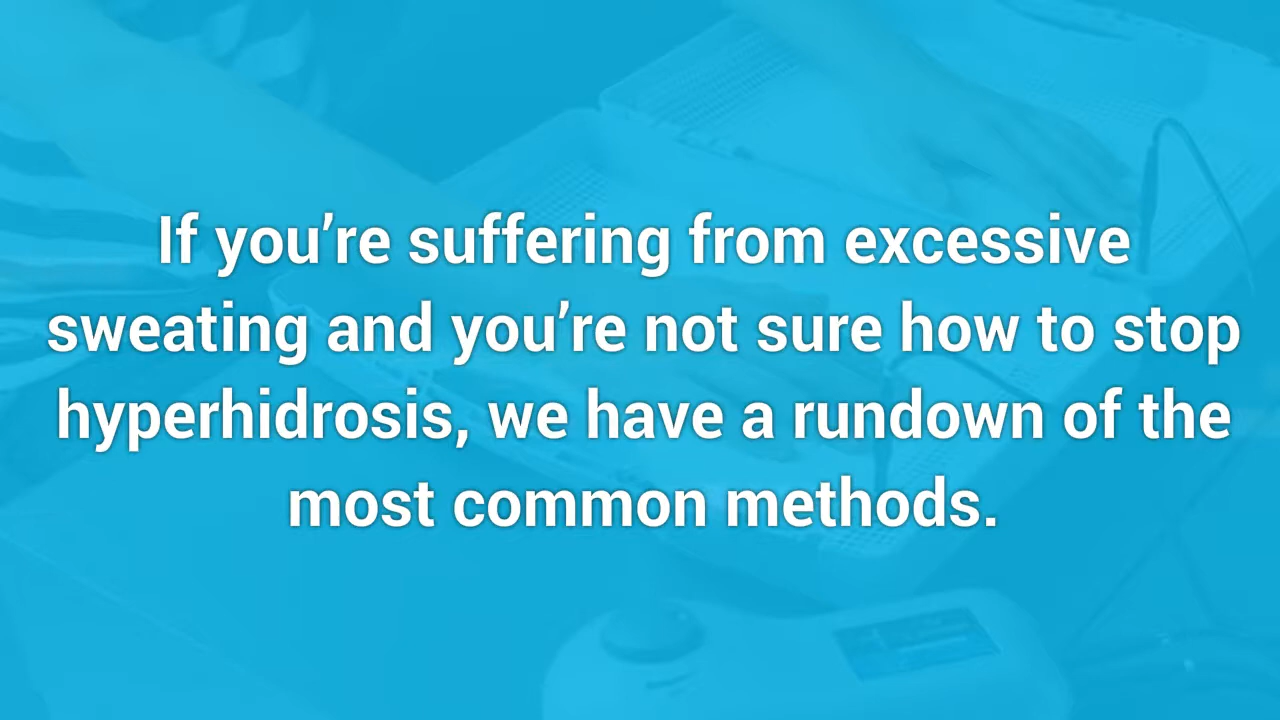 If you’re suffering from excessive
sweating and you’re not sure how to stop
hyperhidrosis, we have a rundown of the
most common methods.